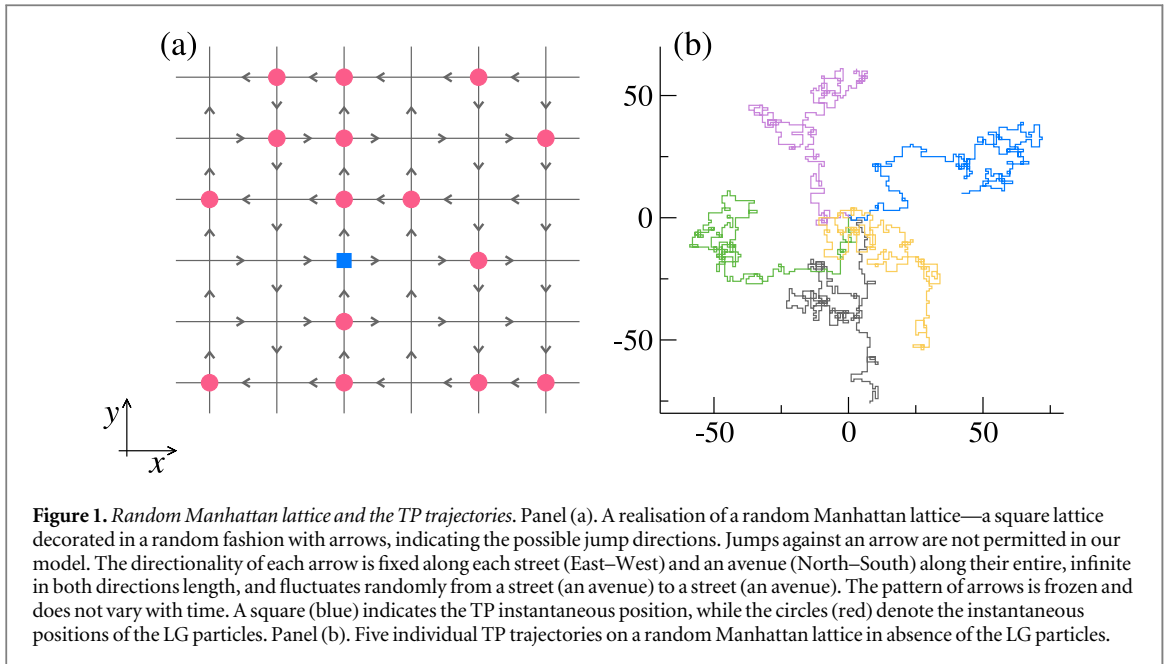 (a)
(b)
50
0
-50
-50
0
50
y
x
Figure 1. Random Manhattan lattice and the TP trajectories. Panel (a). A realisation of a random Manhattan lattice—a square lattice
decorated in a random fashion with arrows, indicating the possible jump directions. Jumps against an arrow are not permitted in our
model. The directionality of each arrow is fixed along each street (East–West) and an avenue (North–South) along their entire, infinite
in both directions length, and fluctuates randomly from a street (an avenue) to a street (an avenue). The pattern of arrows is frozen and
does not vary with time. A square (blue) indicates the TP instantaneous position, while the circles (red) denote the instantaneous
positions of the LG particles. Panel (b). Five individual TP trajectories on a random Manhattan lattice in absence of the LG particles.